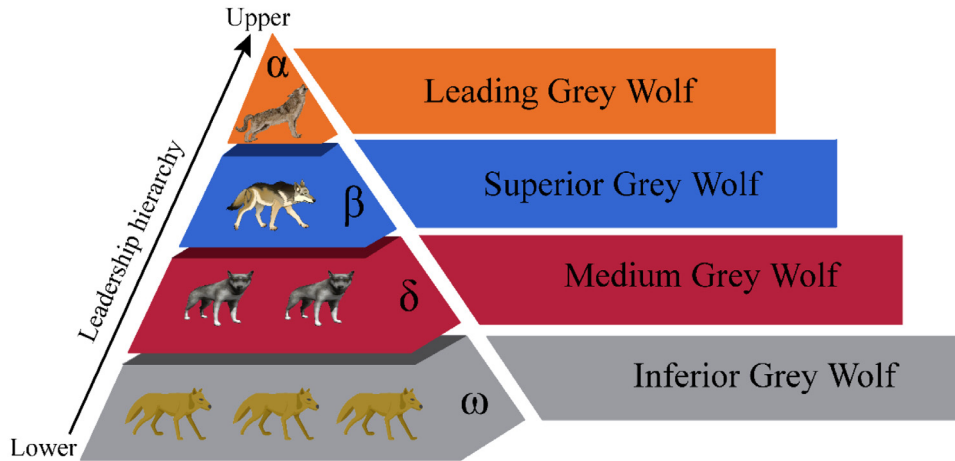 Upper
α
Leading Grey Wolf
β
Superior Grey Wolf
Leadership hierarchy
δ
Medium Grey Wolf
ω
Inferior Grey Wolf
Lower